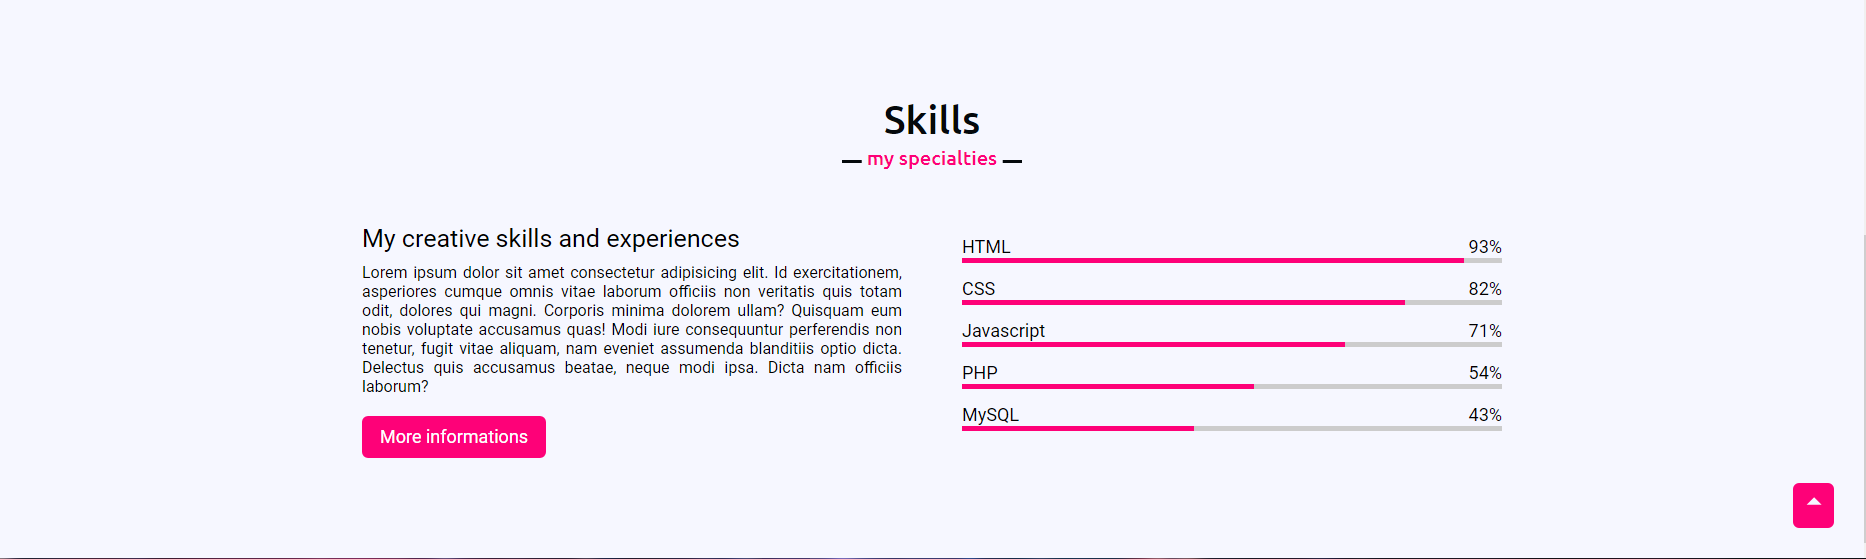 Skills
my specialties
My creative skills and experiences
Lorem ipsum dolor sit amet consectetur adipisicing elit. Id exercitationem,
asperiores cumque omnis vitae laborum officiis non veritatis quis totam
odit, dolores qui magni. Corporis minima dolorem ullam? Quisquam eum
nobis voluptate accusamus quas! Modi iure consequuntur perferendis non
tenetur, fugit vitae aliquam, nam eveniet assumenda blanditiis optio dicta.
Delectus quis accusamus beatae, neque modi ipsa. Dicta nam officiis
laborum?
More informations
HTML 93%
CSS 82%
Javascript 71%
PHP 54%
MySQL 43%